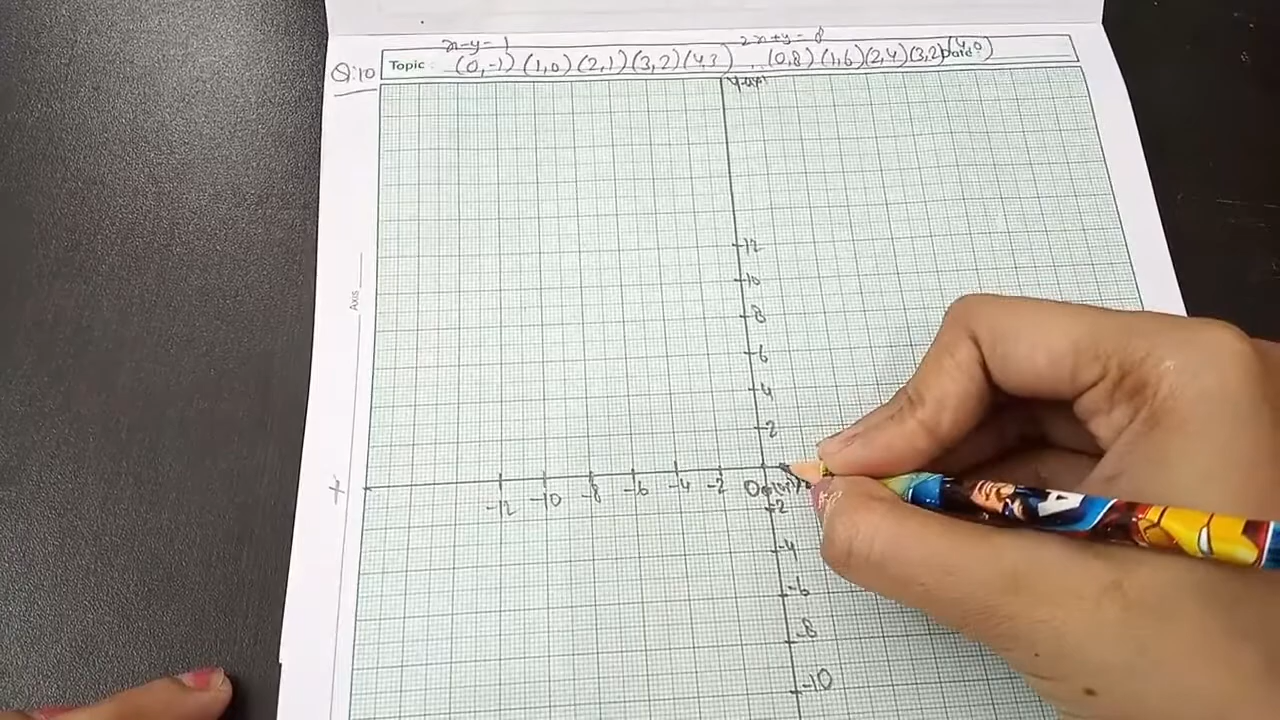 x-y=1 2x+y=8
Q:10 Topic: (0,-1) (1,0) (2,1) (3,2) (4,3) (0,8) (1,6) (2,4) (3,2) (4,0) Date:
Y-axis
12
10
8
6
4
2
-12 -10 -8 -6 -4 -2 O
-2
-4
-6
-8
-10
Axis